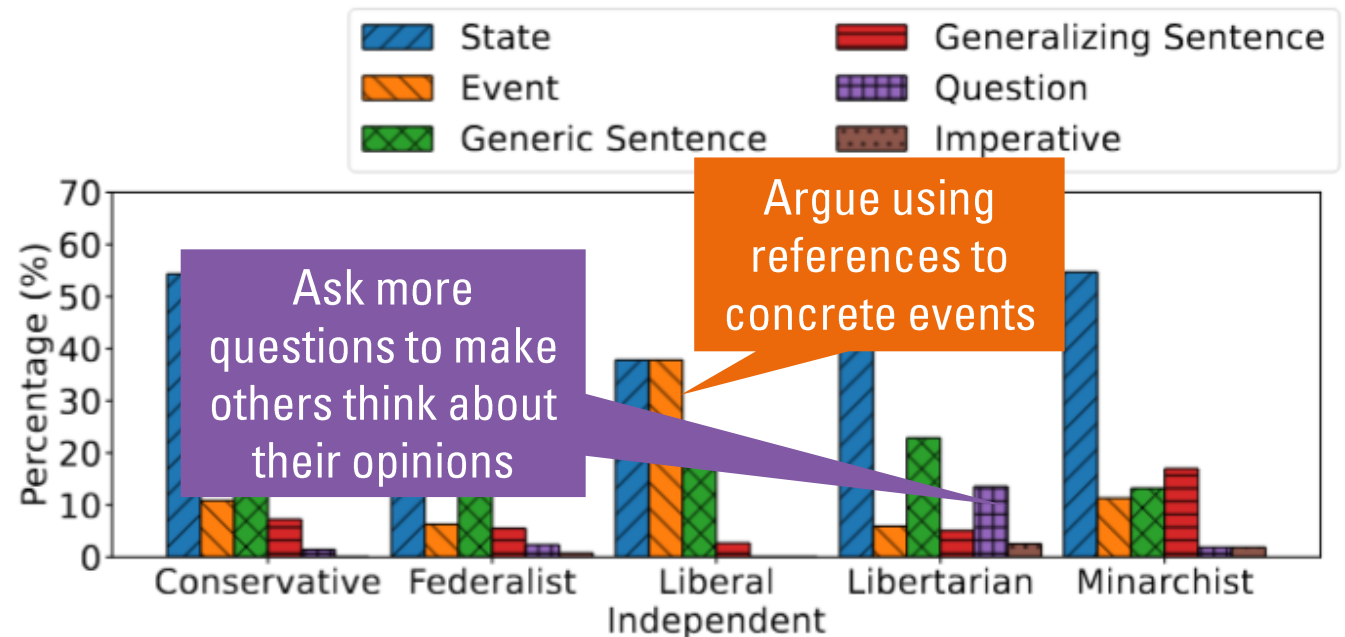 State
Event
Generic Sentence
Generalizing Sentence
Question
Imperative
Percentage (%)
70
60
50
40
30
20
10
0
Ask more
questions to make
others think about
their opinions
Argue using
references to
concrete events
Conservative
Federalist
Liberal
Libertarian
Minarchist
Independent